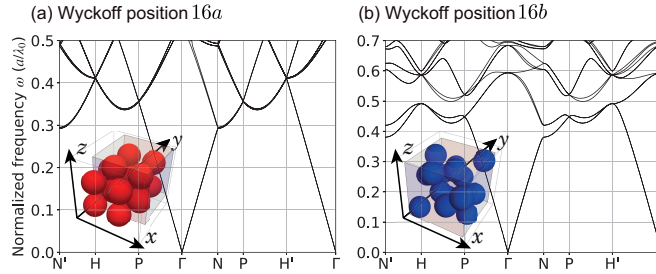 (a) Wyckoff position 16a
(b) Wyckoff position 16b
Normalized frequency ω (a/λ₀)
0.5
0.4
0.3
0.2
0.1
0.0
z
y
x
N' H P Γ N P H' Γ
0.7
0.6
0.5
0.4
0.3
0.2
0.1
0.0
z
y
x
N' H P Γ N P H' Γ